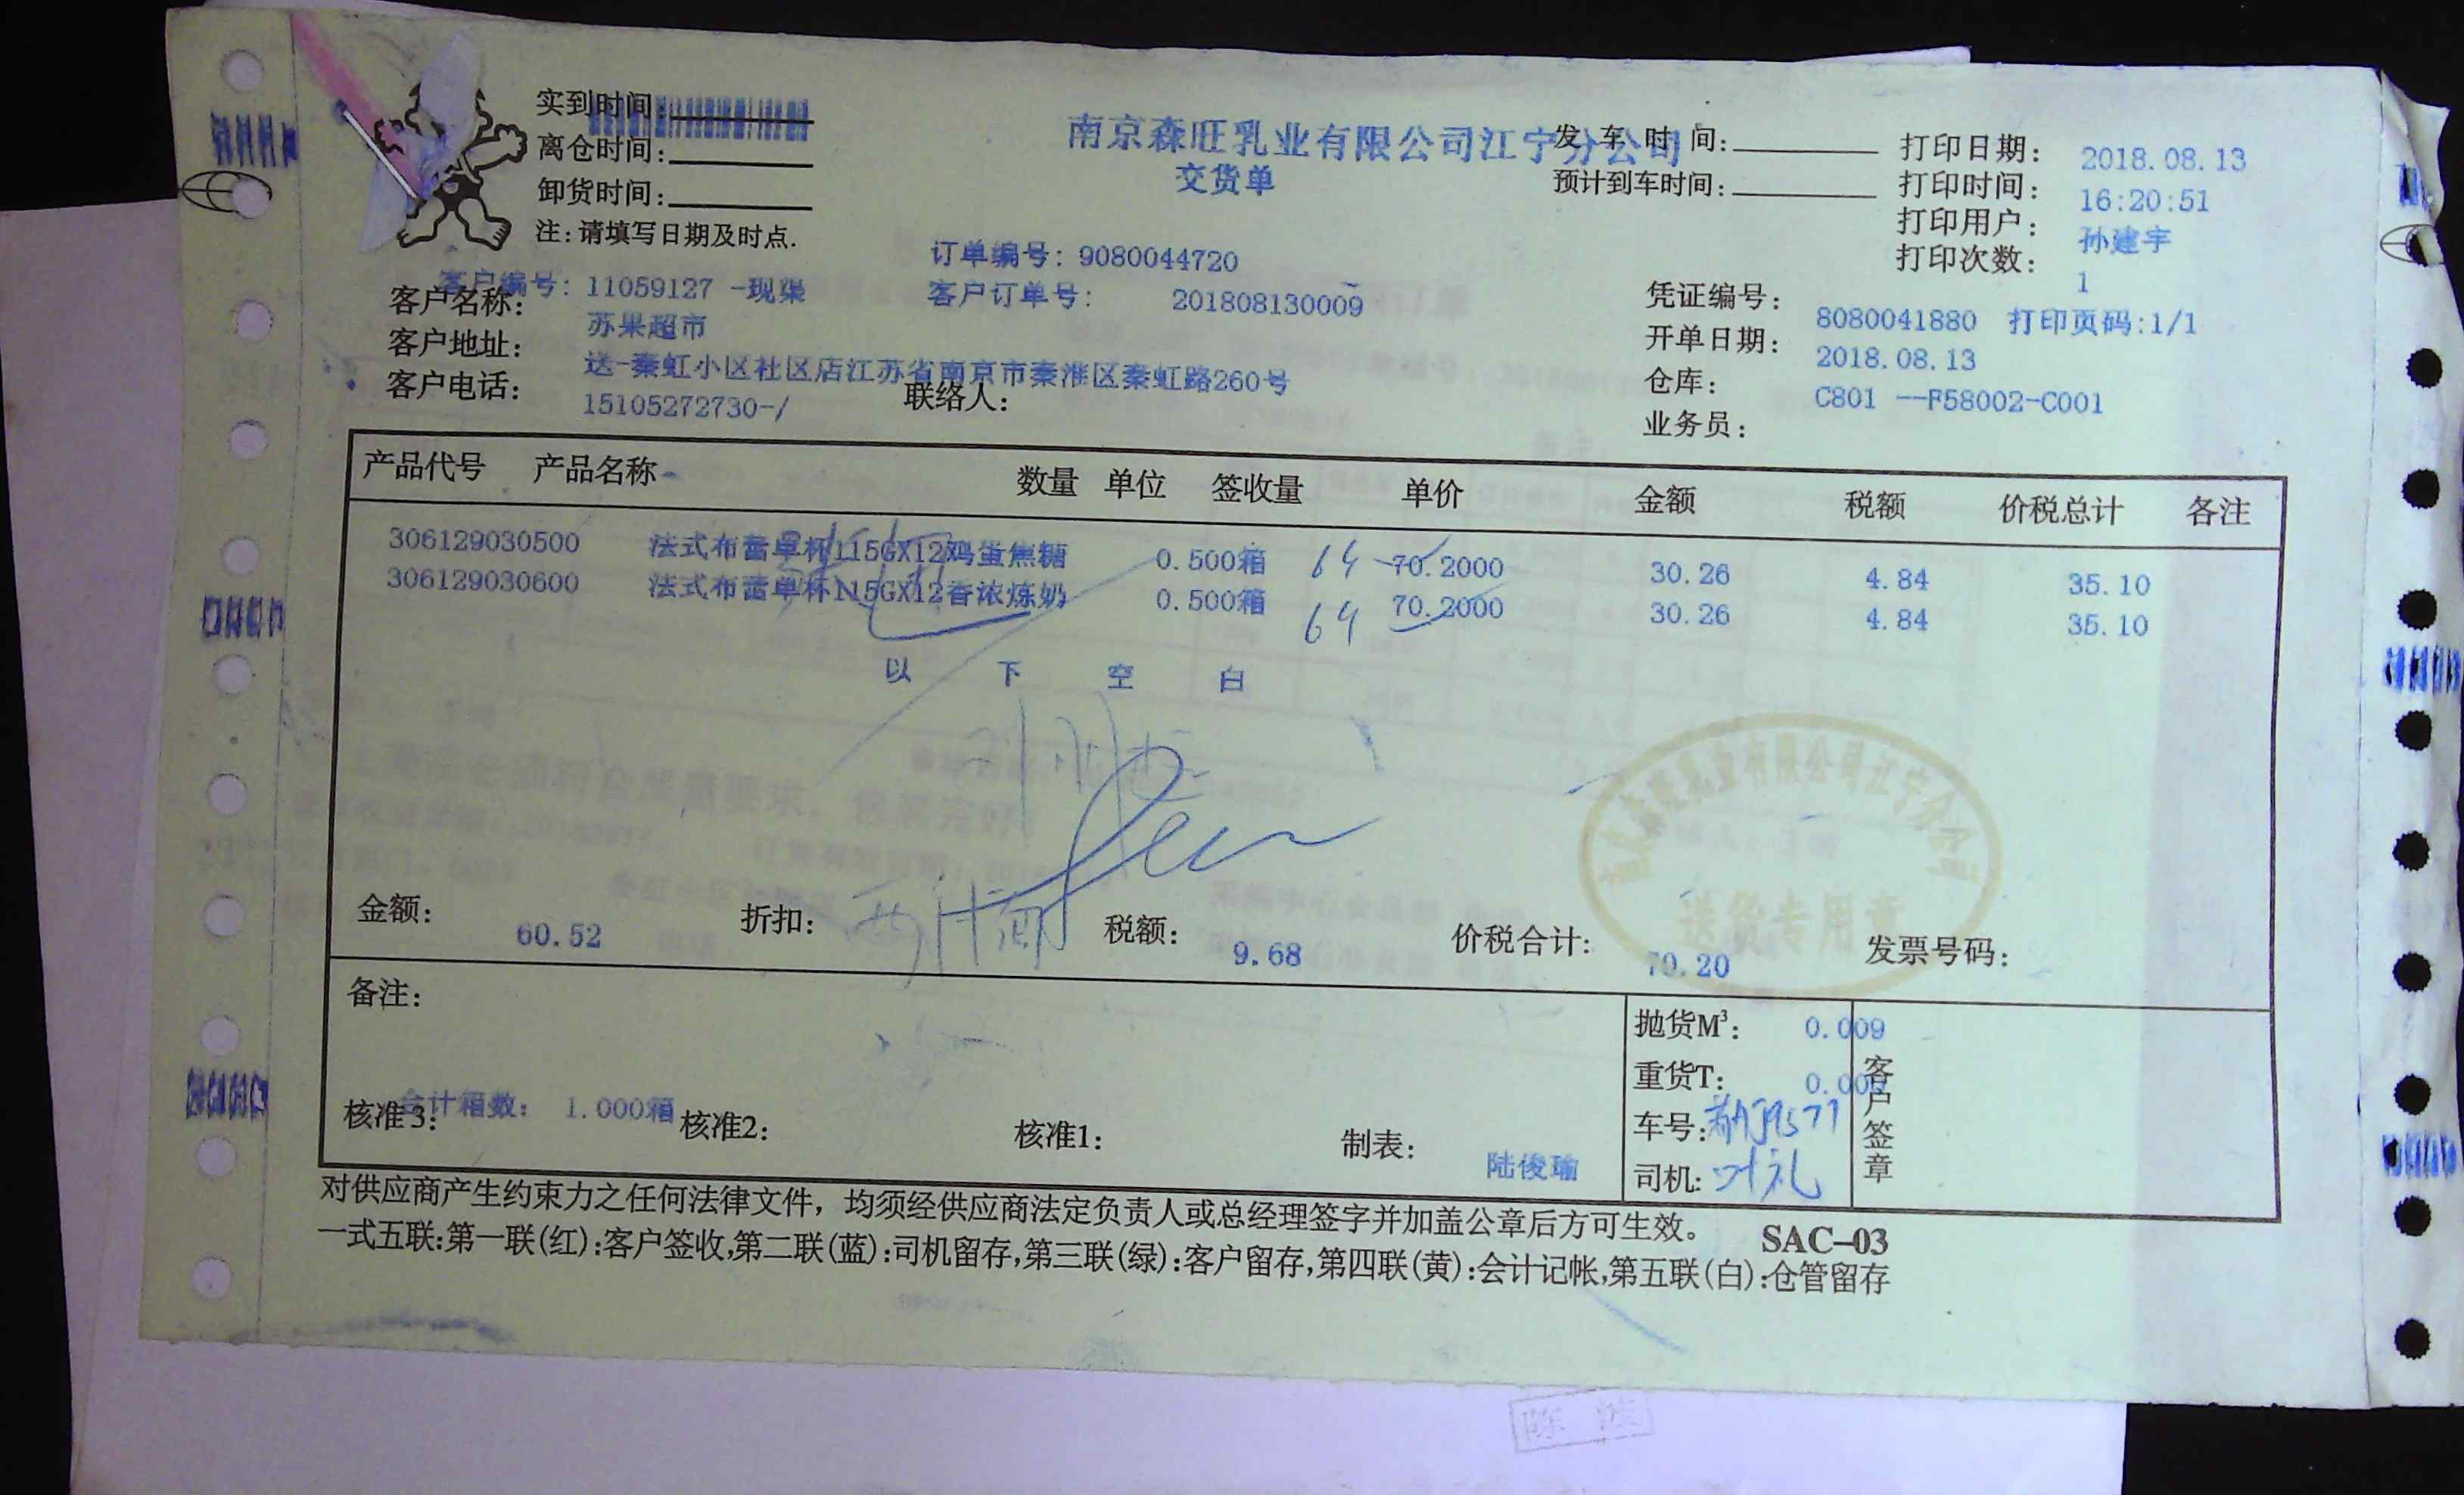 实到时间:
离仓时间:
卸货时间:
注:请填写日期及时点.
南京森旺乳业有限公司江宁分公司
交货单
发车时间:
预计到车时间:
打印日期: 2018.08.13
打印时间: 16:20:51
打印用户: 孙建宇
打印次数: 1
订单编号: 9080044720
客户编号: 11059127 -现渠
客户订单号: 201808130009
客户名称: 苏果超市
客户地址: 送-秦虹小区社区店江苏省南京市秦淮区秦虹路260号
客户电话: 15105272730-/
联络人:
凭证编号: 8080041880 打印页码:1/1
开单日期: 2018.08.13
仓库: C801 --F58002-C001
业务员:
产品代号 产品名称 数量 单位 签收量 单价 金额 税额 价税总计 各注
306129030500 法式布蕾单杯115GX12鸡蛋焦糖 0.500箱 64 70.2000 30.26 4.84 35.10
306129030600 法式布蕾单杯115GX12香浓炼奶 0.500箱 64 70.2000 30.26 4.84 35.10
以 下 空 白
金额: 60.52 折扣: 税额: 9.68 价税合计: 70.20 发票号码:
送货专用章
备注:
合计箱数: 1.000箱
核准3: 核准2: 核准1: 制表: 陆俊瑜
抛货M³: 0.009
重货T:
车号:
司机: 叶礼
客户签章
对供应商产生约束力之任何法律文件，均须经供应商法定负责人或总经理签字并加盖公章后方可生效。 SAC-03
一式五联:第一联(红):客户签收,第二联(蓝):司机留存,第三联(绿):客户留存,第四联(黄):会计记帐,第五联(白):仓管留存